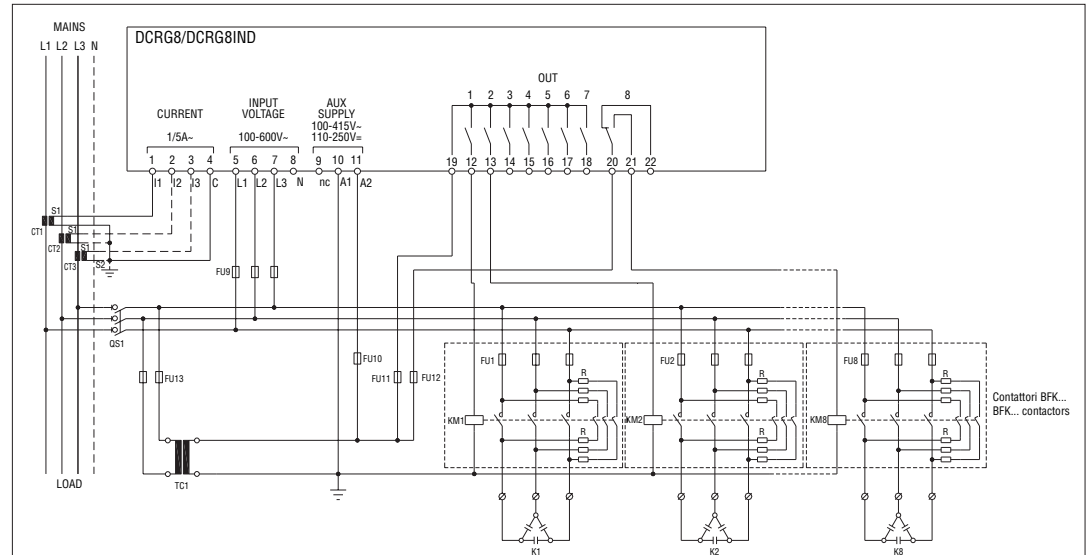 MAINS
L1 L2 L3 N
DCRG8/DCRG8IND
OUT
CURRENT
1/5A~
INPUT
VOLTAGE
100-600V~
AUX
SUPPLY
100-415V~
110-250V=
1 2 3 4 5 6 7 8
1 2 3 4 5 6 7 8 9 10 11
19 12 13 14 15 16 17 18 20 21 22
I1 I2 I3 C L1 L2 L3 N nc A1 A2
S1
CT1
S1
CT2
S1
CT3
S2
FU9
QS1
FU13
FU10
FU11
FU12
TC1
LOAD
FU1
R
KM1
R
K1
FU2
R
KM2
R
K2
FU8
R
KM8
R
K8
Contattori BFK...
BFK... contactors